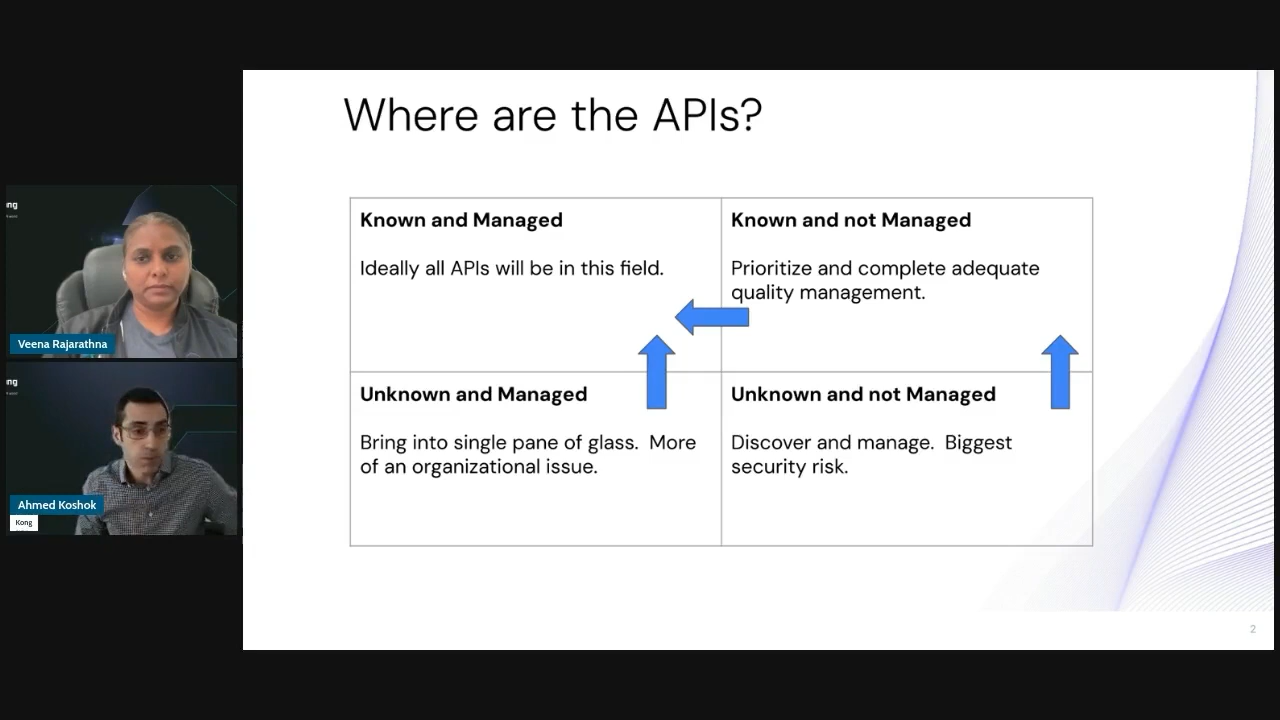 Where are the APIs?
Known and Managed
Ideally all APIs will be in this field.
Known and not Managed
Prioritize and complete adequate
quality management.
Unknown and Managed
Bring into single pane of glass.  More
of an organizational issue.
Unknown and not Managed
Discover and manage.  Biggest
security risk.
2
ng
Veena Rajarathna
ng
Ahmed Koshok
Kong